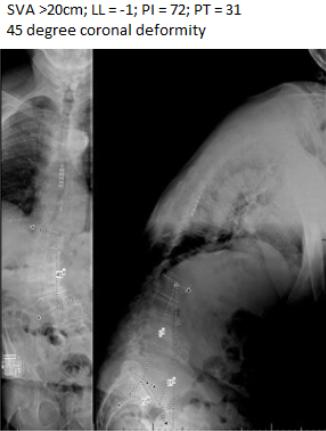 SVA >20cm; LL = -1; PI = 72; PT = 31
45 degree coronal deformity